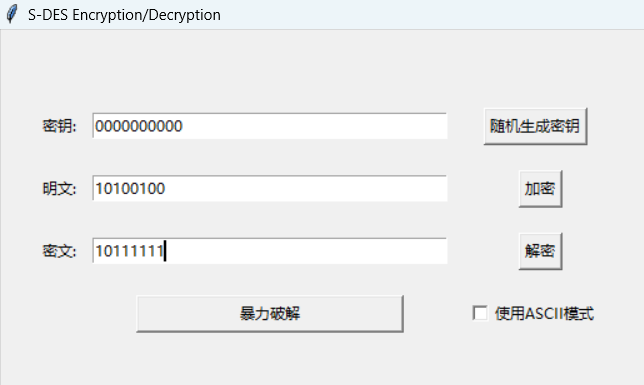 S-DES Encryption/Decryption
密钥: 0000000000 随机生成密钥
明文: 10100100 加密
密文: 10111111 解密
暴力破解 使用ASCII模式